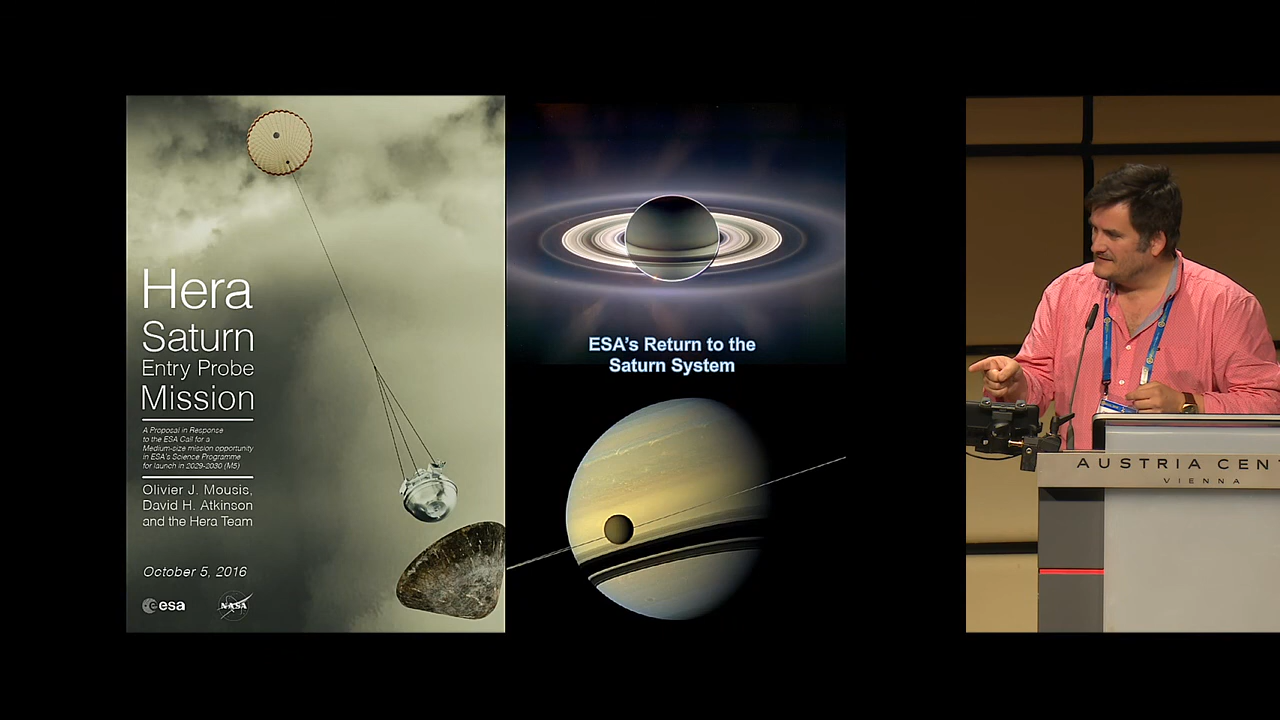 Hera
Saturn
Entry Probe
Mission
A Proposal in Response
to the ESA Call for a
Medium-size mission opportunity
in ESA's Science Programme
for launch in 2029-2030 (M5)
Olivier J. Mousis,
David H. Atkinson
and the Hera Team
October 5, 2016
esa
NASA
ESA's Return to the
Saturn System
AUSTRIA CEN
VIENNA